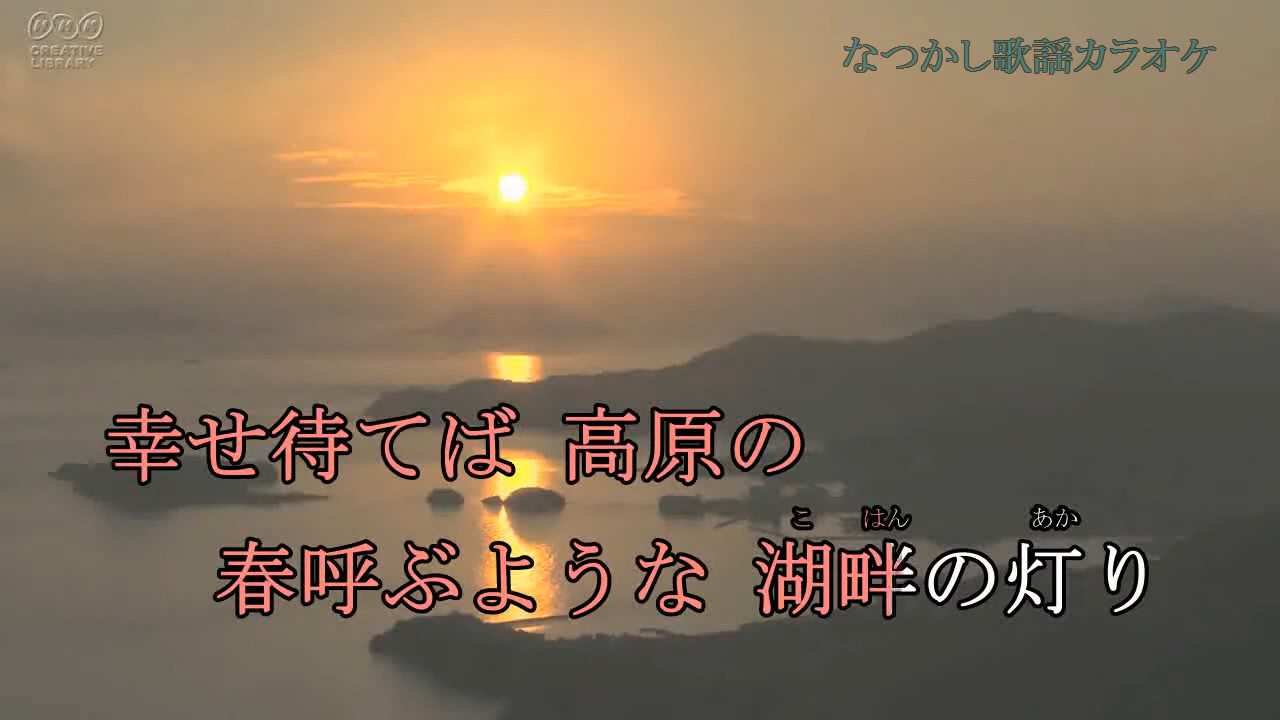 NHK
CREATIVE
LIBRARY
なつかし歌謡カラオケ
幸せ待てば 高原の
こ はん あか
春呼ぶような 湖畔の灯り